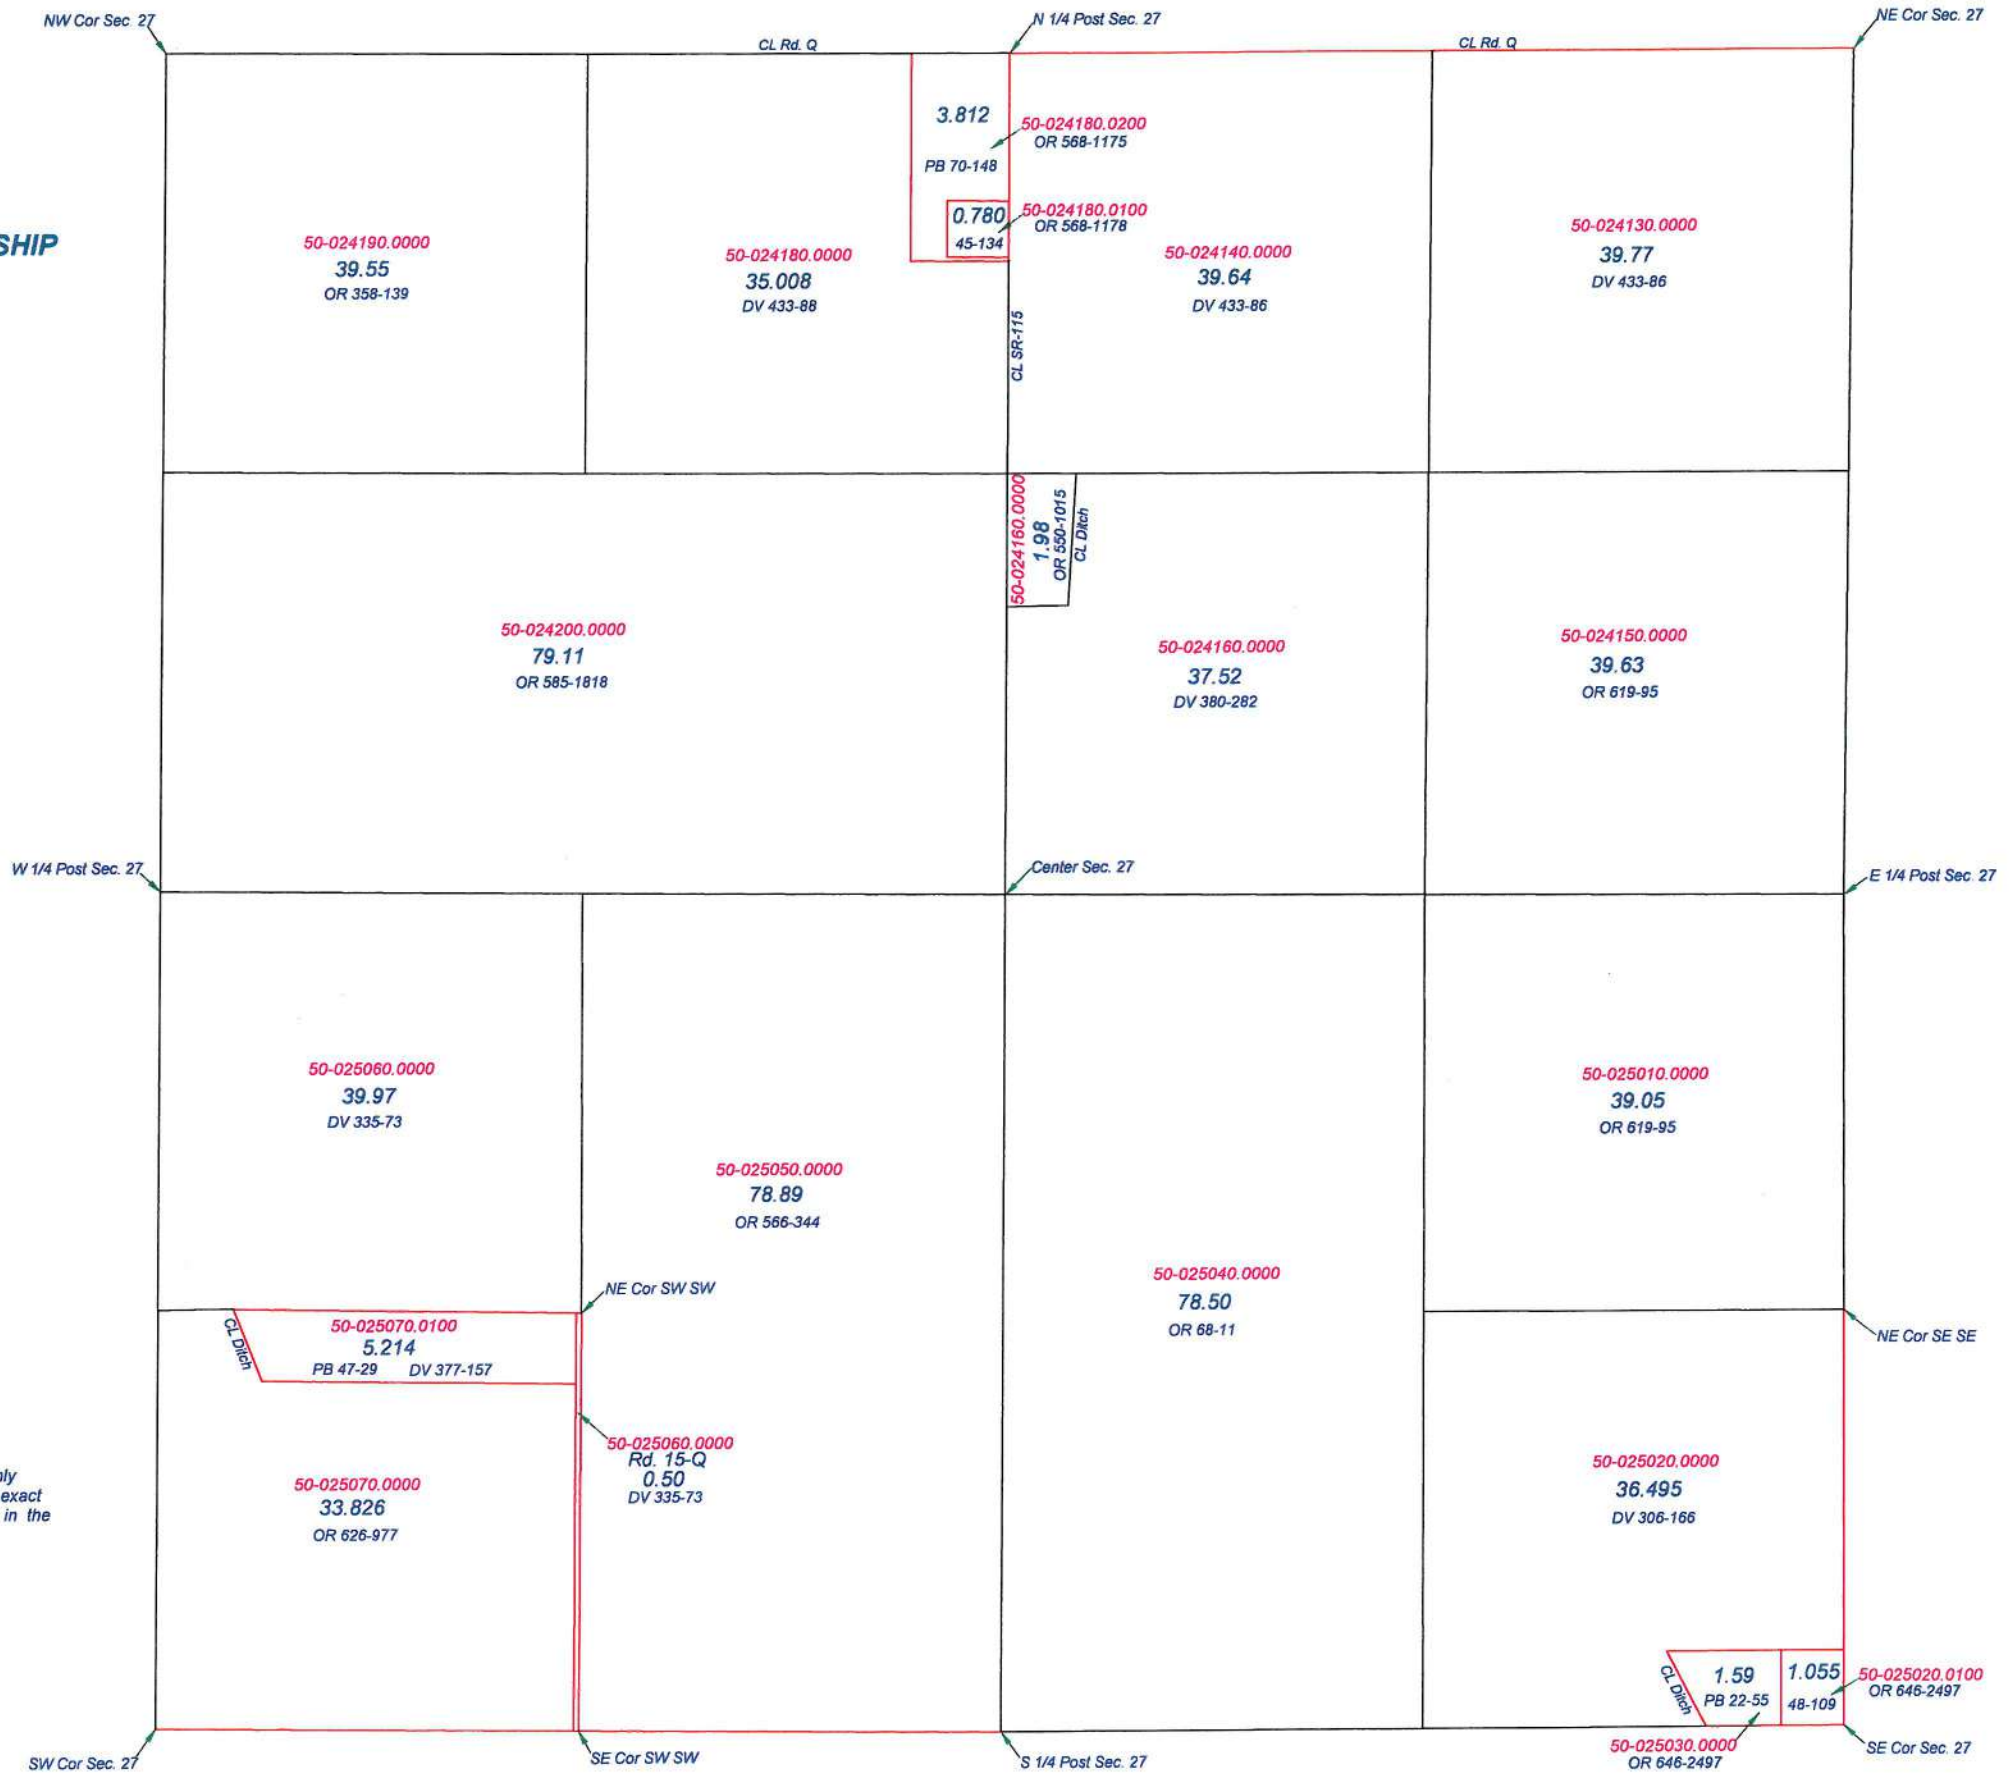 NW Cor Sec. 27
N 1/4 Post Sec. 27
NE Cor Sec. 27
CL Rd. Q
CL Rd. Q
3.812
PB 70-148
50-024180.0200
OR 568-1175
0.780
45-134
50-024180.0100
OR 568-1178
SHIP
50-024190.0000
39.55
OR 358-139
50-024180.0000
35.008
DV 433-88
50-024140.0000
39.64
DV 433-86
50-024130.0000
39.77
DV 433-86
CL SR-115
50-024160.0000
1.98
OR 550-1015
CL Ditch
50-024200.0000
79.11
OR 585-1818
50-024160.0000
37.52
DV 380-282
50-024150.0000
39.63
OR 619-95
W 1/4 Post Sec. 27
Center Sec. 27
E 1/4 Post Sec. 27
50-025060.0000
39.97
DV 335-73
50-025050.0000
78.89
OR 566-344
50-025010.0000
39.05
OR 619-95
50-025040.0000
78.50
OR 68-11
NE Cor SW SW
NE Cor SE SE
CL Ditch
50-025070.0100
5.214
PB 47-29 DV 377-157
50-025060.0000
Rd. 15-Q
0.50
DV 335-73
50-025070.0000
33.826
OR 626-977
ly
exact
in the
50-025020.0000
36.495
DV 306-166
CL Ditch
1.59
PB 22-55
1.055
48-109
50-025020.0100
OR 646-2497
50-025030.0000
OR 646-2497
SW Cor Sec. 27
SE Cor SW SW
S 1/4 Post Sec. 27
SE Cor Sec. 27